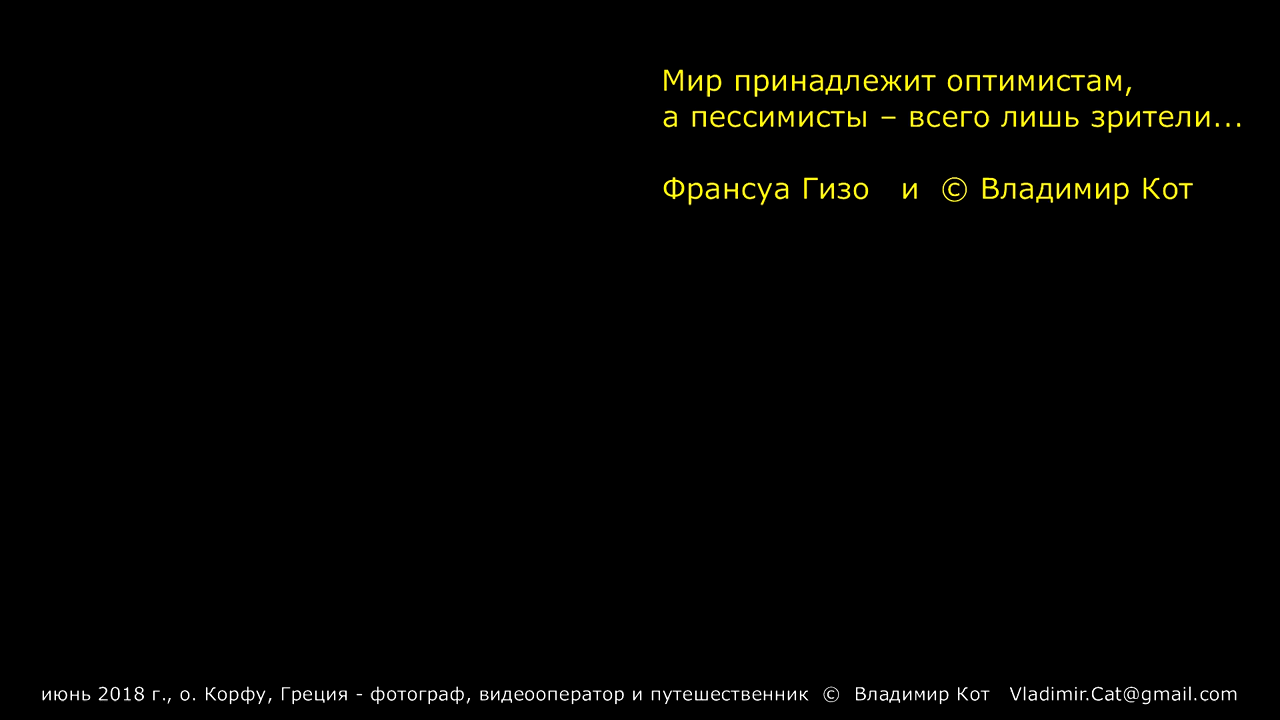 Мир принадлежит оптимистам,
а пессимисты – всего лишь зрители...
Франсуа Гизо и © Владимир Кот
июнь 2018 г., о. Корфу, Греция - фотограф, видеооператор и путешественник © Владимир Кот Vladimir.Cat@gmail.com